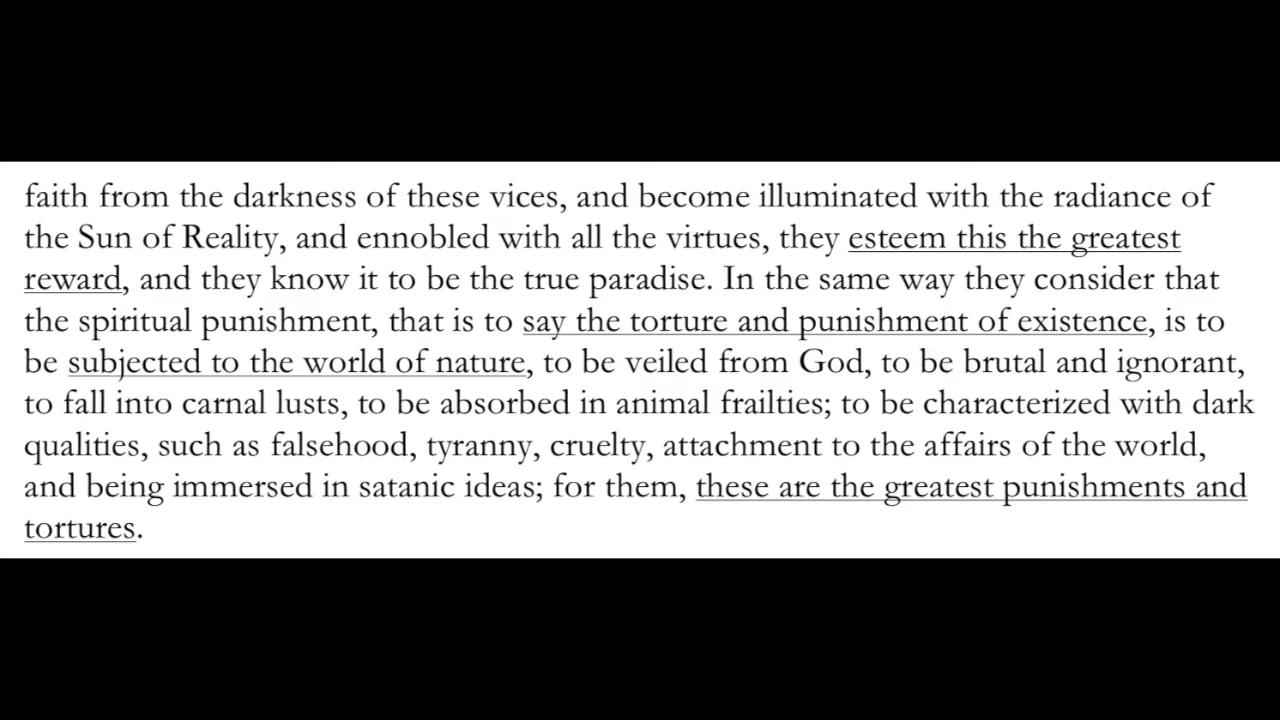 faith from the darkness of these vices, and become illuminated with the radiance of
the Sun of Reality, and ennobled with all the virtues, they esteem this the greatest
reward, and they know it to be the true paradise. In the same way they consider that
the spiritual punishment, that is to say the torture and punishment of existence, is to
be subjected to the world of nature, to be veiled from God, to be brutal and ignorant,
to fall into carnal lusts, to be absorbed in animal frailties; to be characterized with dark
qualities, such as falsehood, tyranny, cruelty, attachment to the affairs of the world,
and being immersed in satanic ideas; for them, these are the greatest punishments and
tortures.